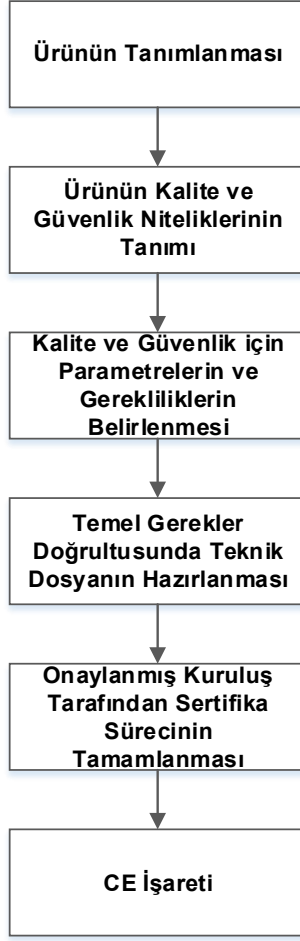 Ürünün Tanımlanması
Ürünün Kalite ve
Güvenlik Niteliklerinin
Tanımı
Kalite ve Güvenlik için
Parametrelerin ve
Gerekliliklerin
Belirlenmesi
Temel Gerekler
Doğrultusunda Teknik
Dosyanın Hazırlanması
Onaylanmış Kuruluş
Tarafından Sertifika
Sürecinin
Tamamlanması
CE İşareti